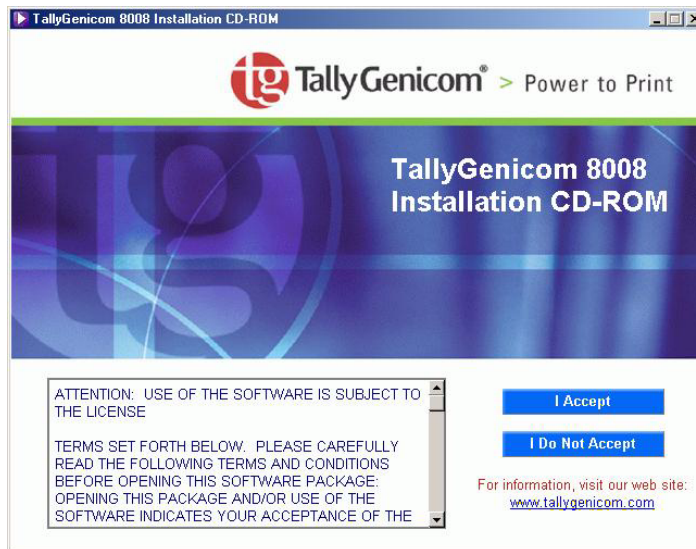 TallyGenicom 8008 Installation CD-ROM
tg TallyGenicom® > Power to Print
TallyGenicom 8008
Installation CD-ROM
ATTENTION: USE OF THE SOFTWARE IS SUBJECT TO
THE LICENSE
TERMS SET FORTH BELOW. PLEASE CAREFULLY
READ THE FOLLOWING TERMS AND CONDITIONS
BEFORE OPENING THIS SOFTWARE PACKAGE:
OPENING THIS PACKAGE AND/OR USE OF THE
SOFTWARE INDICATES YOUR ACCEPTANCE OF THE
I Accept
I Do Not Accept
For information, visit our web site:
www.tallygenicom.com